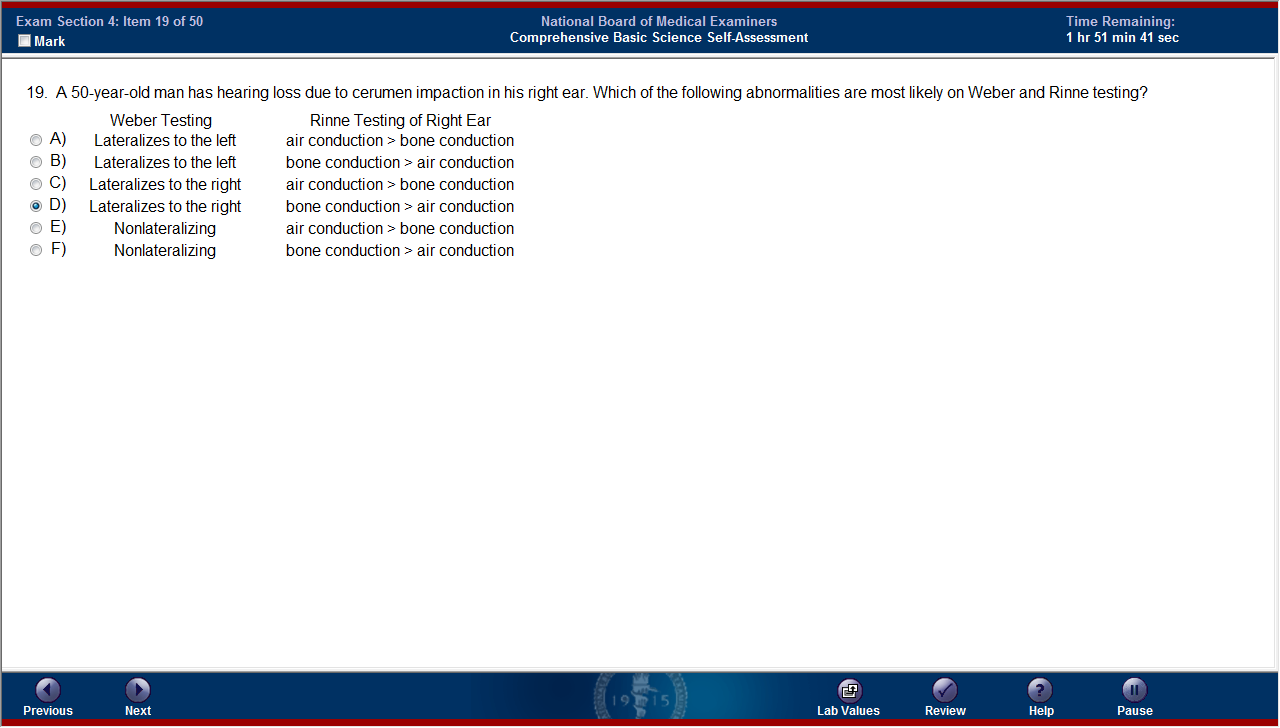 Exam Section 4: Item 19 of 50
National Board of Medical Examiners
Time Remaining:
Mark
Comprehensive Basic Science Self-Assessment
1 hr 51 min 41 sec
19. A 50-year-old man has hearing loss due to cerumen impaction in his right ear. Which of the following abnormalities are most likely on Weber and Rinne testing?
Weber Testing Rinne Testing of Right Ear
A) Lateralizes to the left air conduction > bone conduction
B) Lateralizes to the left bone conduction > air conduction
C) Lateralizes to the right air conduction > bone conduction
D) Lateralizes to the right bone conduction > air conduction
E) Nonlateralizing air conduction > bone conduction
F) Nonlateralizing bone conduction > air conduction
1915
Previous Next Lab Values Review Help Pause